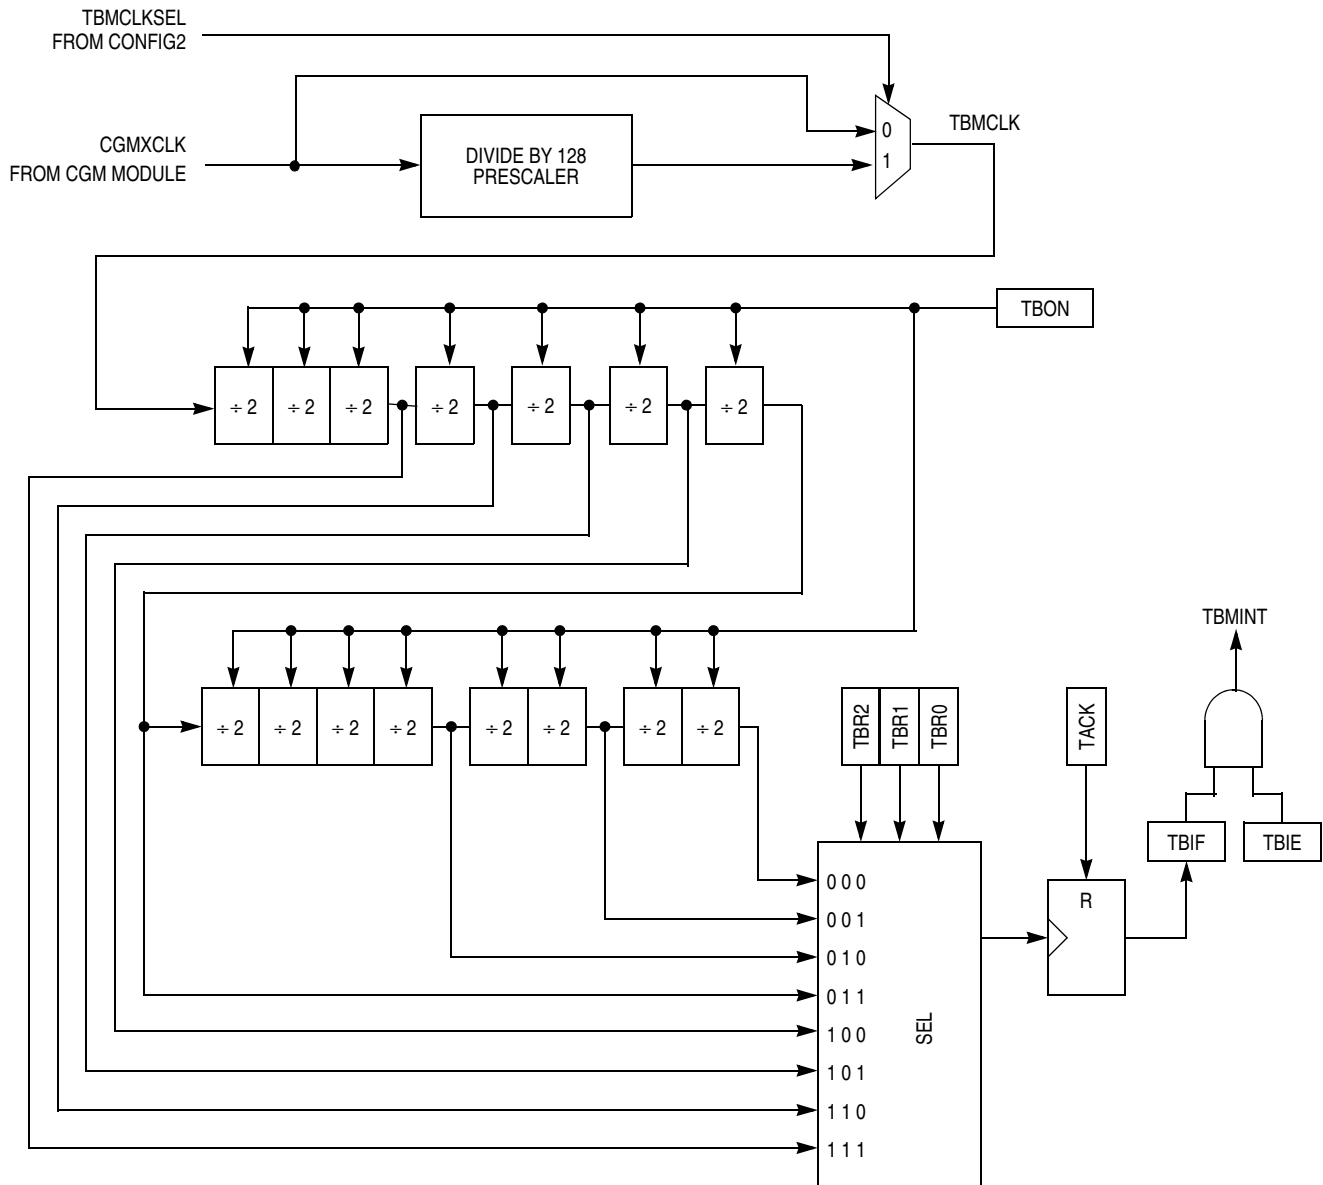 TBMCLKSEL
FROM CONFIG2
CGMXCLK
FROM CGM MODULE
DIVIDE BY 128
PRESCALER
0
1
TBMCLK
TBON
÷ 2
÷ 2
÷ 2
÷ 2
÷ 2
÷ 2
÷ 2
TBMINT
÷ 2
÷ 2
÷ 2
÷ 2
÷ 2
÷ 2
÷ 2
÷ 2
TBR2
TBR1
TBR0
TACK
TBIF
TBIE
0 0 0
0 0 1
0 1 0
0 1 1
1 0 0
1 0 1
1 1 0
1 1 1
SEL
R